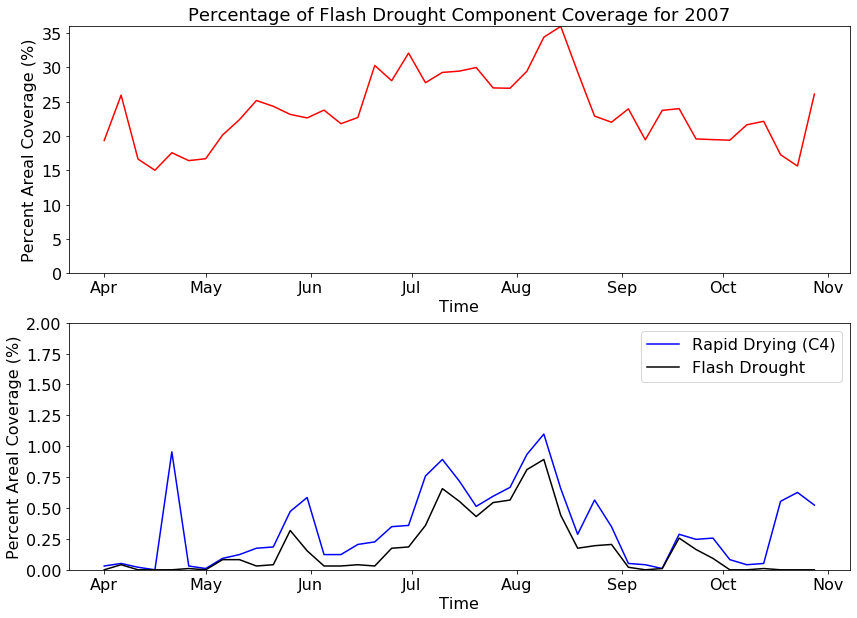 Percentage of Flash Drought Component Coverage for 2007
Percent Areal Coverage (%)
35
30
25
20
15
10
5
0
Apr May Jun Jul Aug Sep Oct Nov
Time
Percent Areal Coverage (%)
2.00
1.75
1.50
1.25
1.00
0.75
0.50
0.25
0.00
Rapid Drying (C4)
Flash Drought
Apr May Jun Jul Aug Sep Oct Nov
Time